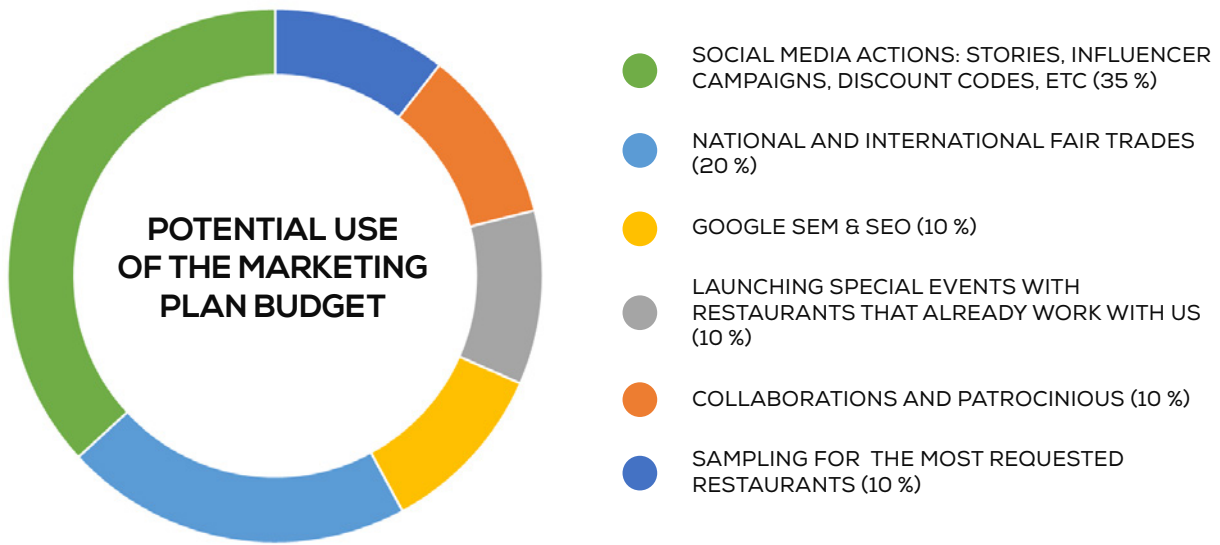 POTENTIAL USE
OF THE MARKETING
PLAN BUDGET
SOCIAL MEDIA ACTIONS: STORIES, INFLUENCER
CAMPAIGNS, DISCOUNT CODES, ETC (35 %)
NATIONAL AND INTERNATIONAL FAIR TRADES
(20 %)
GOOGLE SEM & SEO (10 %)
LAUNCHING SPECIAL EVENTS WITH
RESTAURANTS THAT ALREADY WORK WITH US
(10 %)
COLLABORATIONS AND PATROCINIOUS (10 %)
SAMPLING FOR THE MOST REQUESTED
RESTAURANTS (10 %)